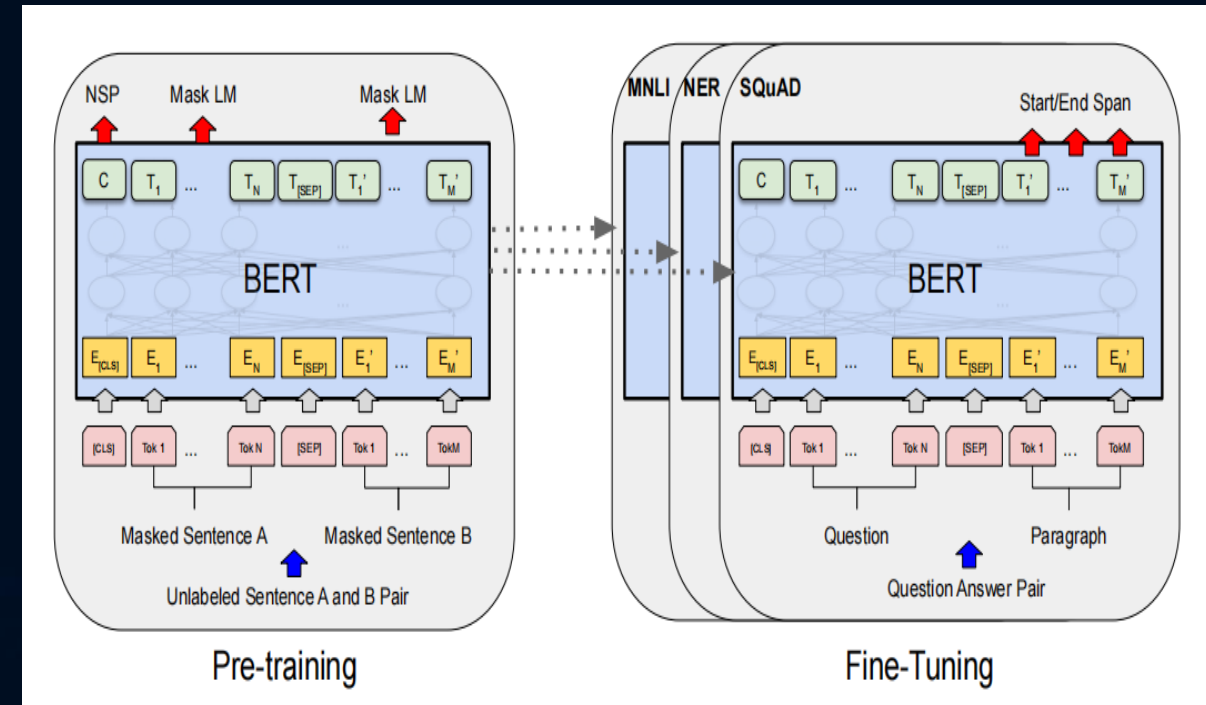 NSP Mask LM Mask LM
C T1 ... TN T[SEP] T1' ... TM'
...
BERT
...
E[CLS] E1 ... EN E[SEP] E1' ... EM'
[CLS] Tok 1 ... Tok N [SEP] Tok 1 ... TokM
Masked Sentence A Masked Sentence B
Unlabeled Sentence A and B Pair
Pre-training
MNLI NER SQuAD
Start/End Span
C T1 ... TN T[SEP] T1' ... TM'
...
BERT
...
E[CLS] E1 ... EN E[SEP] E1' ... EM'
[CLS] Tok 1 ... Tok N [SEP] Tok 1 ... TokM
Question Paragraph
Question Answer Pair
Fine-Tuning